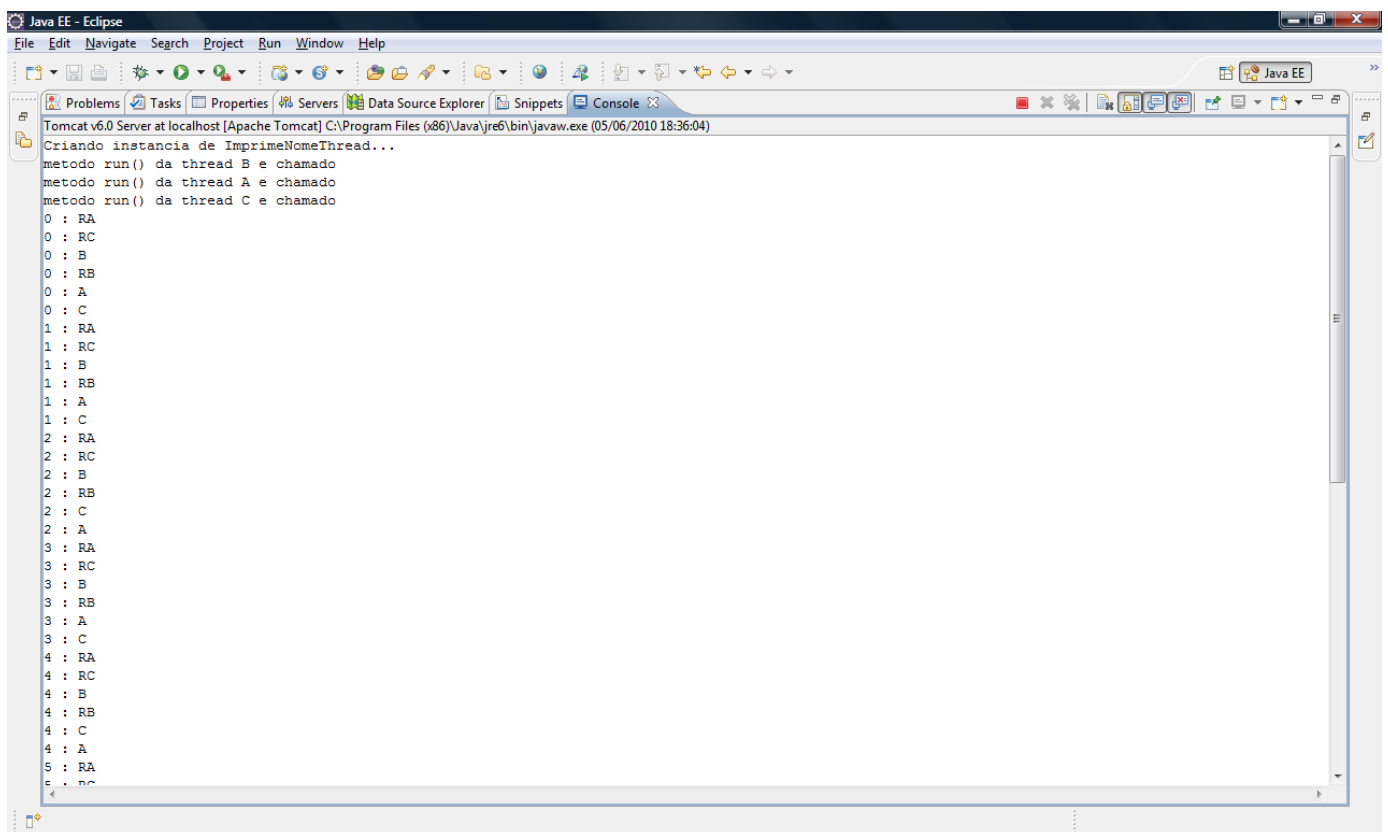 Java EE - Eclipse
File Edit Navigate Search Project Run Window Help
Java EE
Problems Tasks Properties Servers Data Source Explorer Snippets Console
Tomcat v6.0 Server at localhost [Apache Tomcat] C:\Program Files (x86)\Java\jre6\bin\javaw.exe (05/06/2010 18:36:04)
Criando instancia de ImprimeNomeThread...
metodo run() da thread B e chamado
metodo run() da thread A e chamado
metodo run() da thread C e chamado
0 : RA
0 : RC
0 : B
0 : RB
0 : A
0 : C
1 : RA
1 : RC
1 : B
1 : RB
1 : A
1 : C
2 : RA
2 : RC
2 : B
2 : RB
2 : C
2 : A
3 : RA
3 : RC
3 : B
3 : RB
3 : A
3 : C
4 : RA
4 : RC
4 : B
4 : RB
4 : C
4 : A
5 : RA
5 : RC